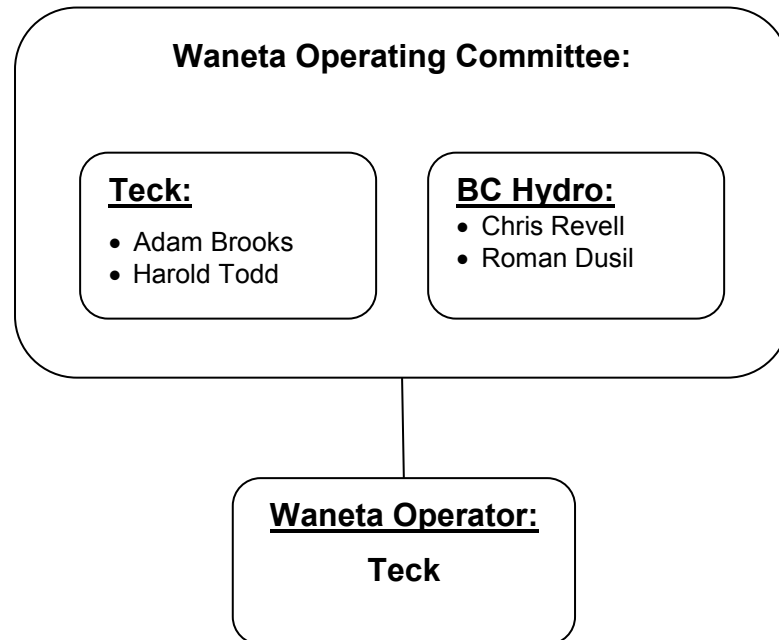 Waneta Operating Committee:
Teck:
• Adam Brooks
• Harold Todd
BC Hydro:
• Chris Revell
• Roman Dusil
Waneta Operator:
Teck